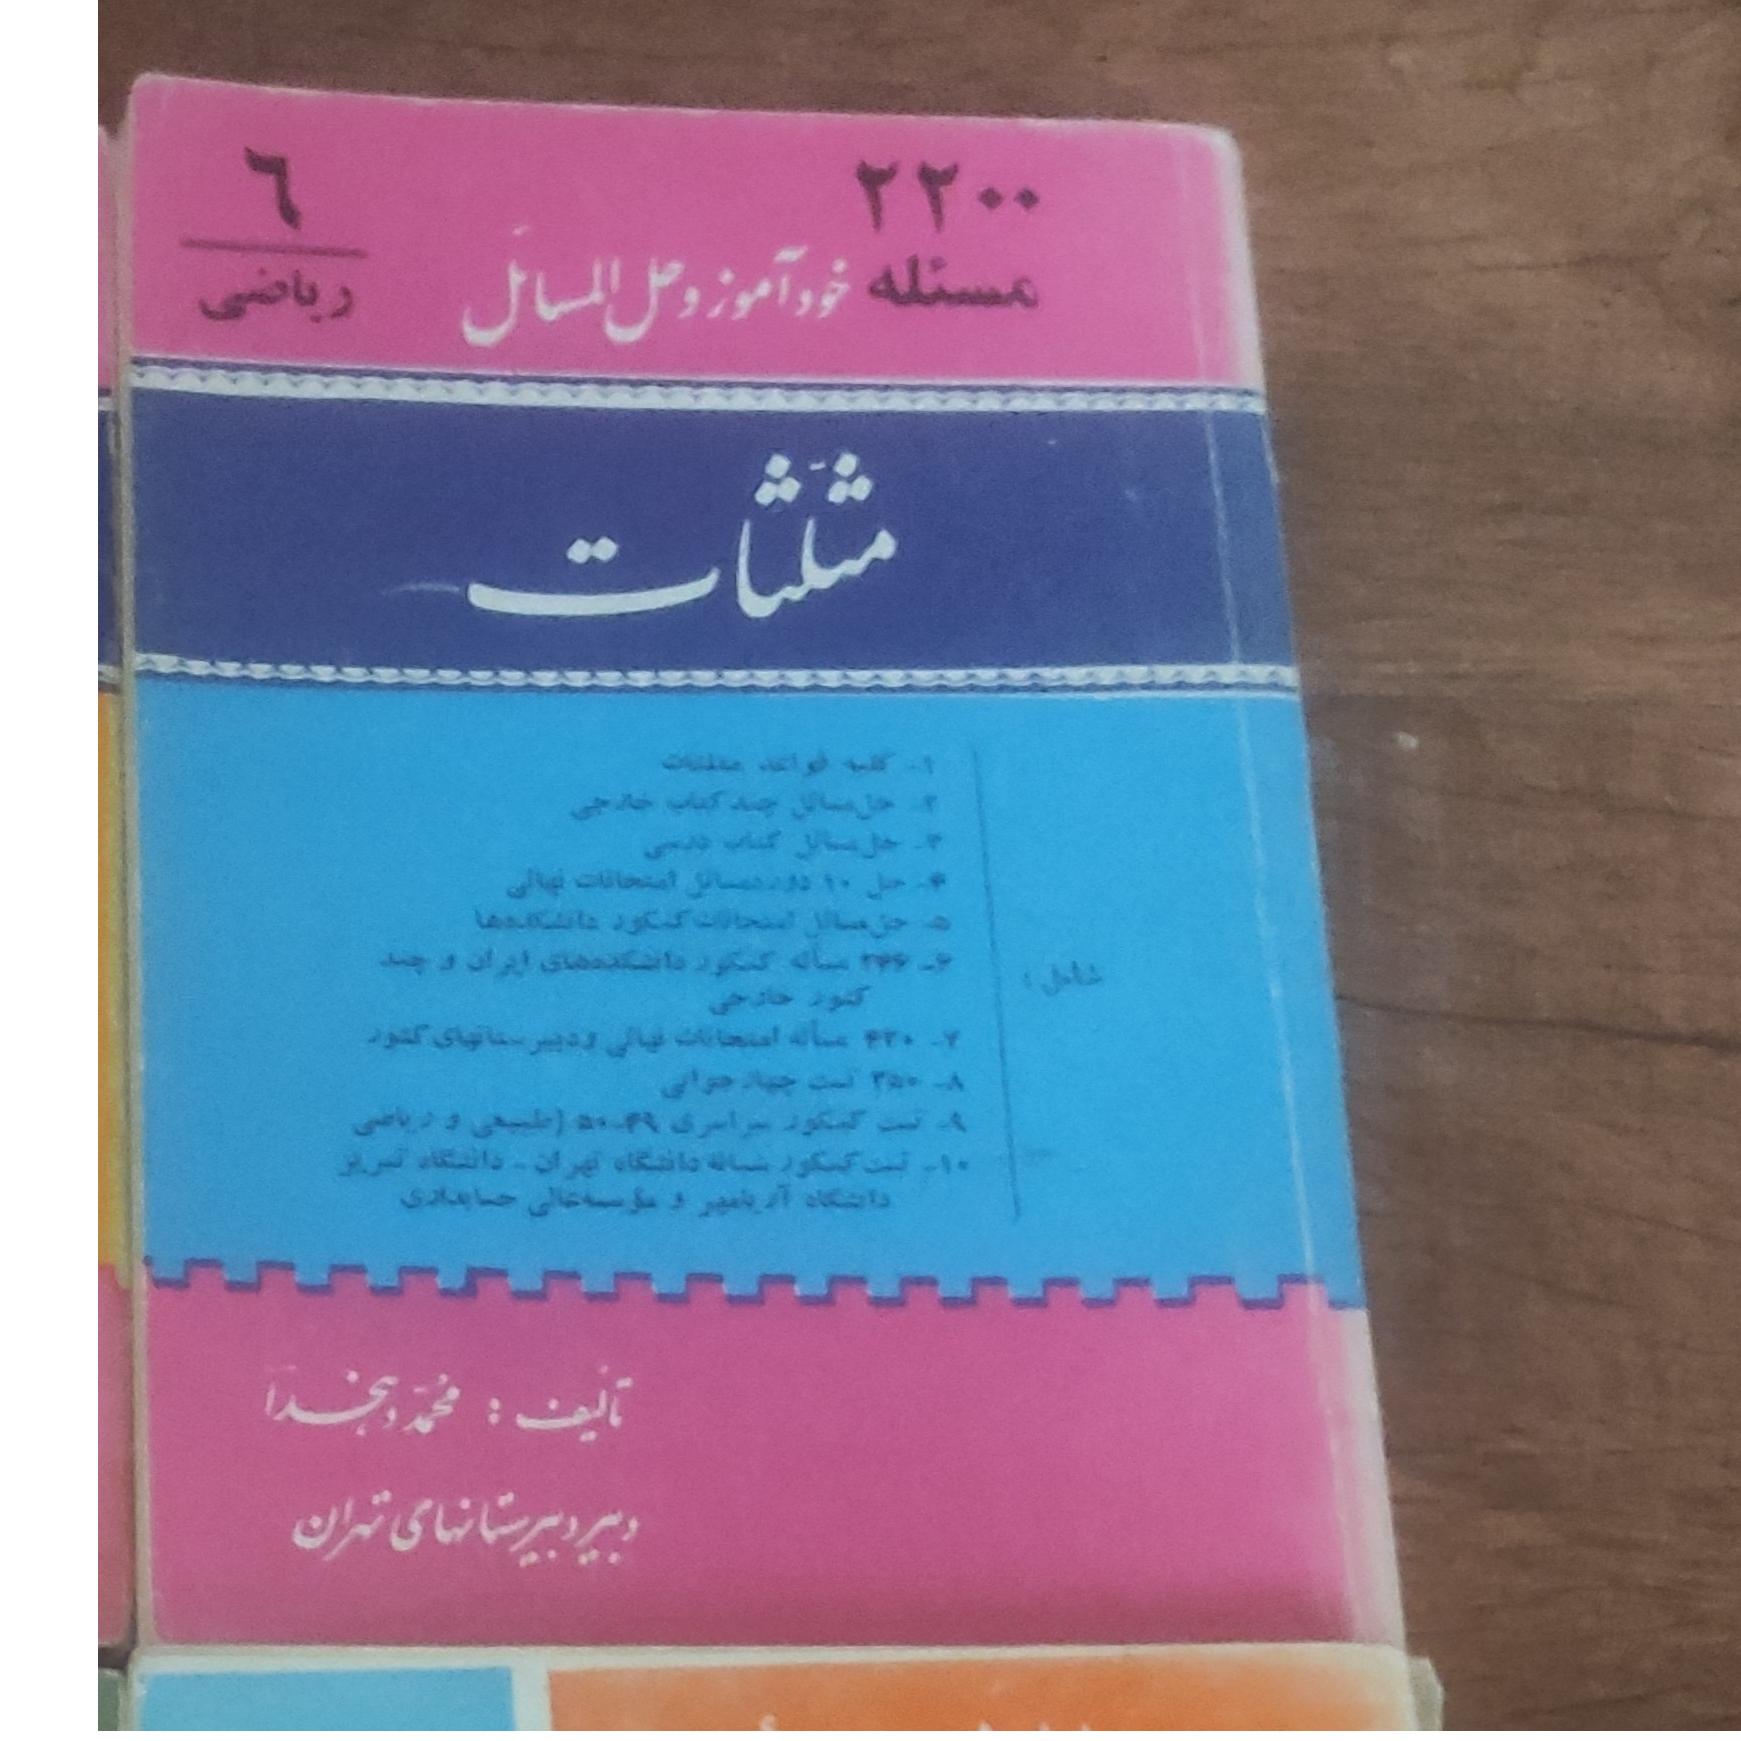 ۲۲۰۰
مسئله خودآموز و حل المسائل
۶
ریاضی
مثلّثات
شامل :
۱- کلیه قواعد مثلثات
۲- حل‌مسائل چند کتاب خارجی
۳- حل‌مسائل کتاب درسی
۴- حل ۱۰ دوره‌مسائل امتحانات نهائی
۵- حل‌مسائل امتحانات کنکور دانشکده‌ها
۶- مسأله کنکور دانشکده‌های ایران و چند
کشور خارجی
۷- ۴۲۰ مسأله امتحانات نهائی و دبیرستانهای کشور
۸- ۳۵۰ تست چهار جوابی
۹- تست کنکور سراسری ۴۹-۵۰ (طبیعی و ریاضی
۱۰- تست کنکور دانشگاه تهران - دانشگاه تبریز
دانشگاه آریامهر و مؤسسه‌عالی حسابداری
تألیف : محمّد دهخدا
دبیر دبیرستانهای تهران